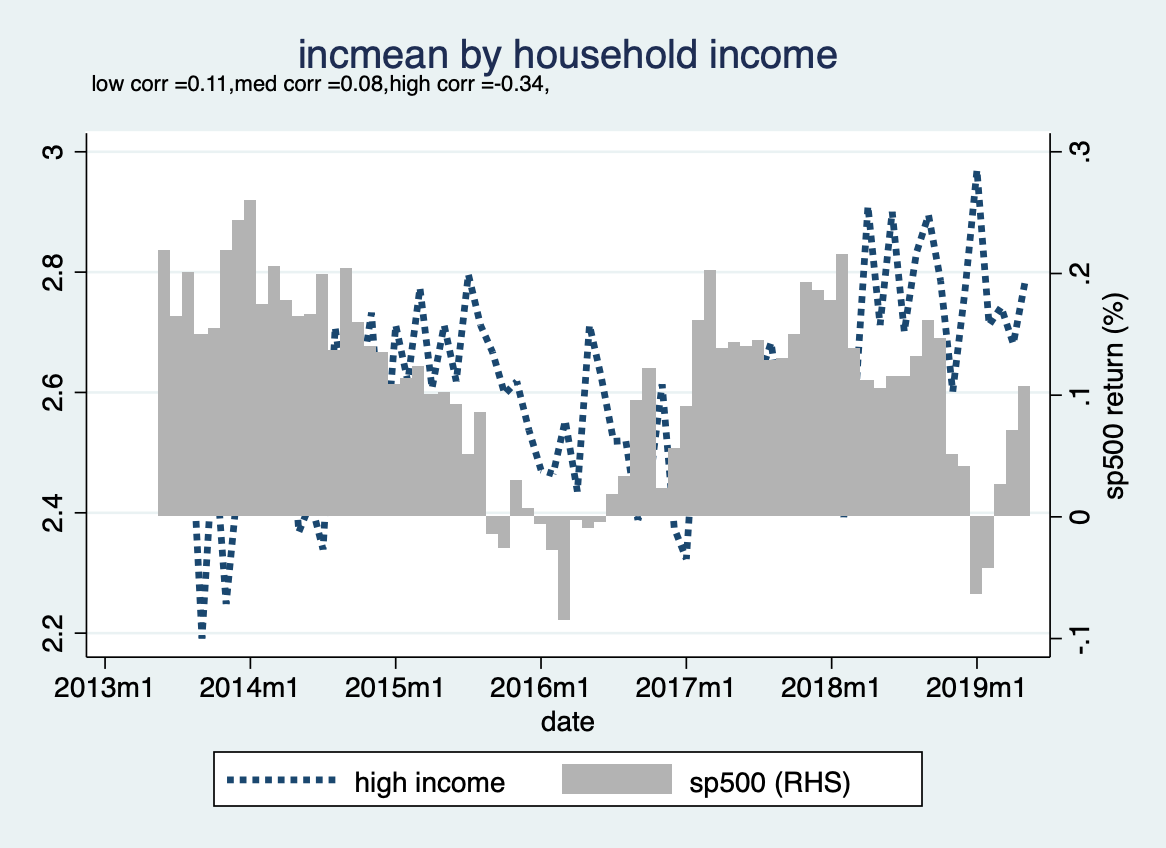 incmean by household income
low corr =0.11,med corr =0.08,high corr =-0.34,
3
2.8
2.6
2.4
2.2
.3
.2
.1
0
-.1
sp500 return (%)
2013m1 2014m1 2015m1 2016m1 2017m1 2018m1 2019m1
date
high income sp500 (RHS)